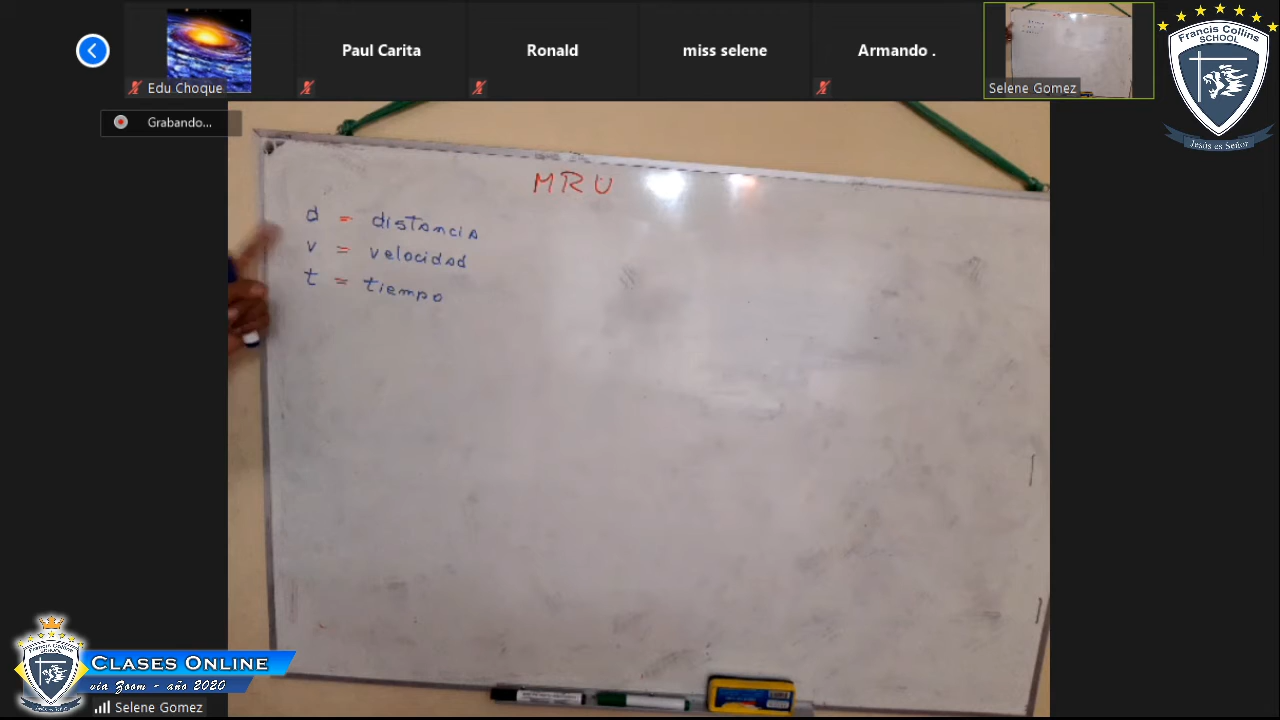 Paul Carita
Ronald
miss selene
Armando .
Edu Choque
Selene Gomez
Francis Collins
SCHOOL
Jesús es Señor
Grabando...
MRU
d = distancia
v = velocidad
t = tiempo
CLASES ONLINE
vía Zoom - año 2020
Selene Gomez